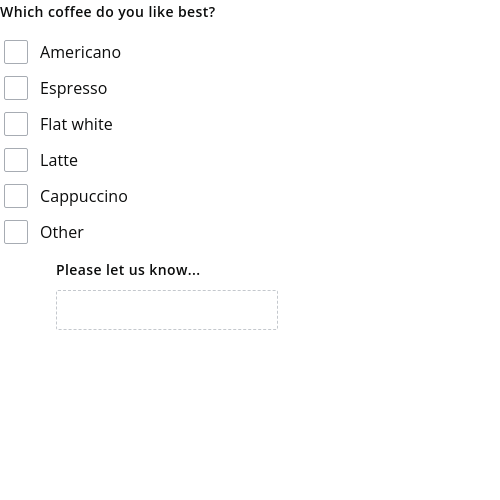 Which coffee do you like best?
Americano
Espresso
Flat white
Latte
Cappuccino
Other
Please let us know...